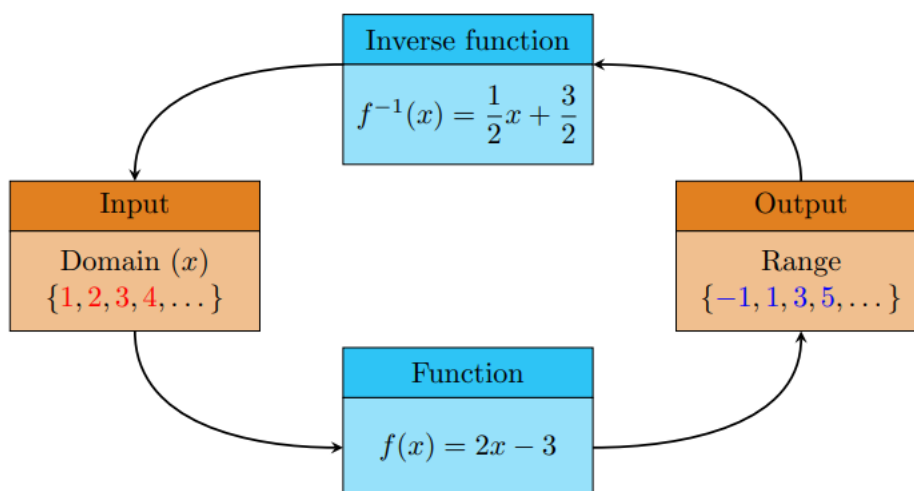 Inverse function
f⁻¹(x) = 1/2 x + 3/2
Input
Domain (x)
{1, 2, 3, 4, . . . }
Output
Range
{−1, 1, 3, 5, . . . }
Function
f(x) = 2x − 3